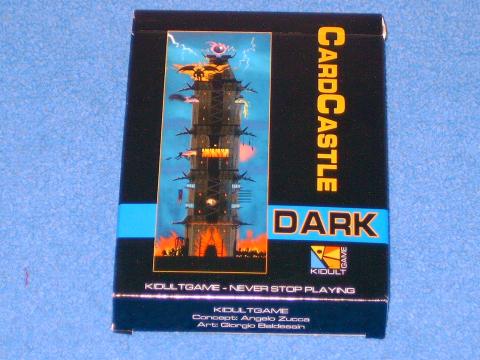 CARDCASTLE
DARK
KIDULT
GAME
KIDULTGAME - NEVER STOP PLAYING
KIDULTGAME
Concept: Angelo Zucca
Art: Giorgio Baldessin